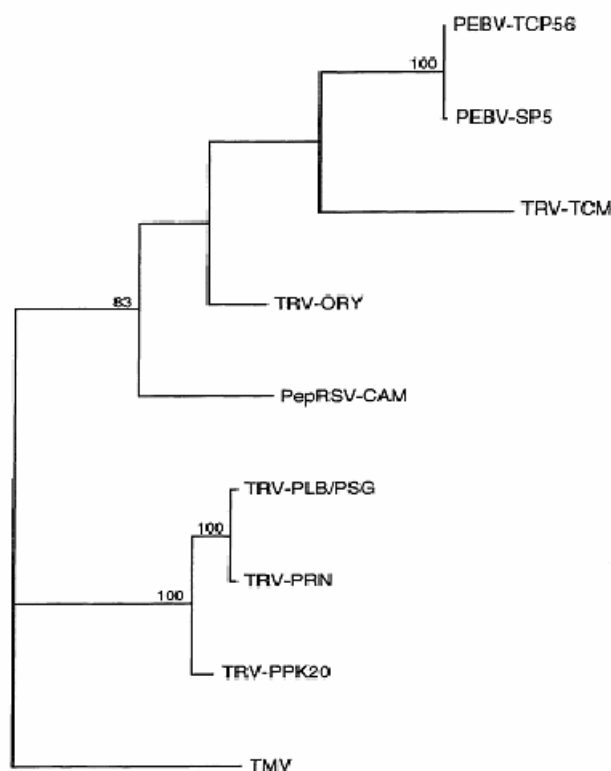 PEBV-TCP56
100
PEBV-SP5
TRV-TCM
83
TRV-ORY
PepRSV-CAM
TRV-PLB/PSG
100
TRV-PRN
100
TRV-PPK20
TMV